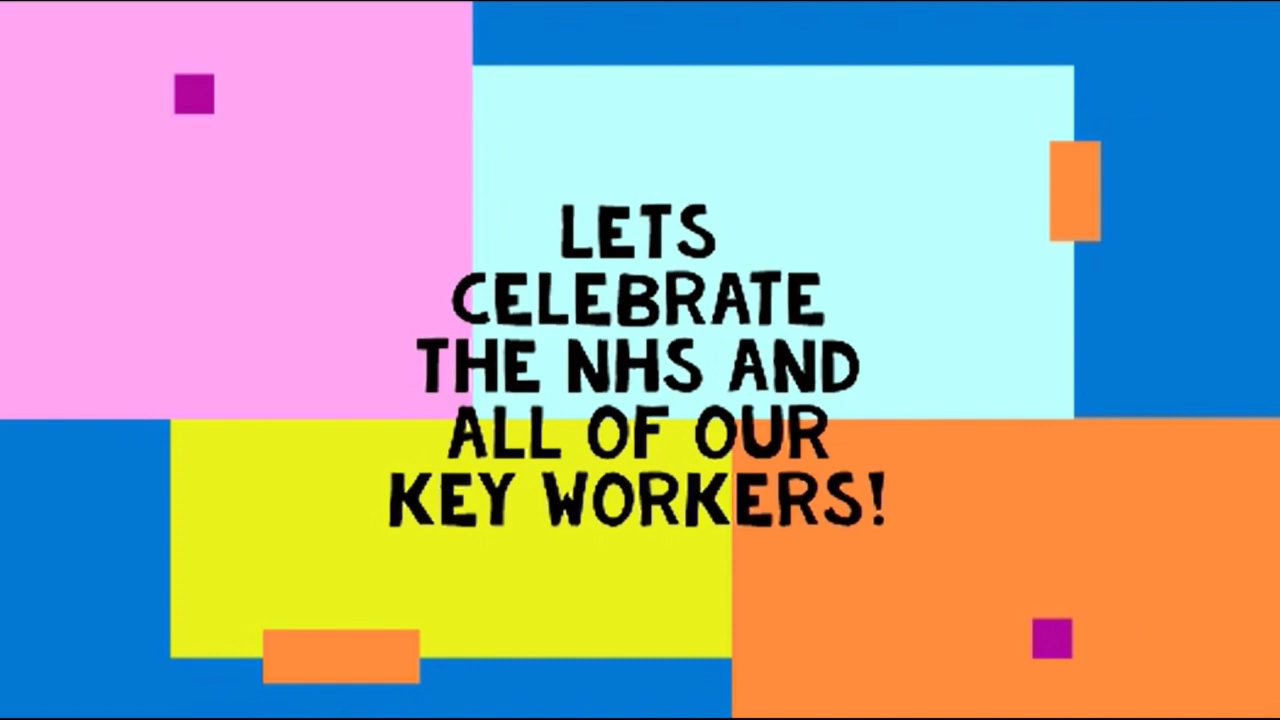 LETS
CELEBRATE
THE NHS AND
ALL OF OUR
KEY WORKERS!